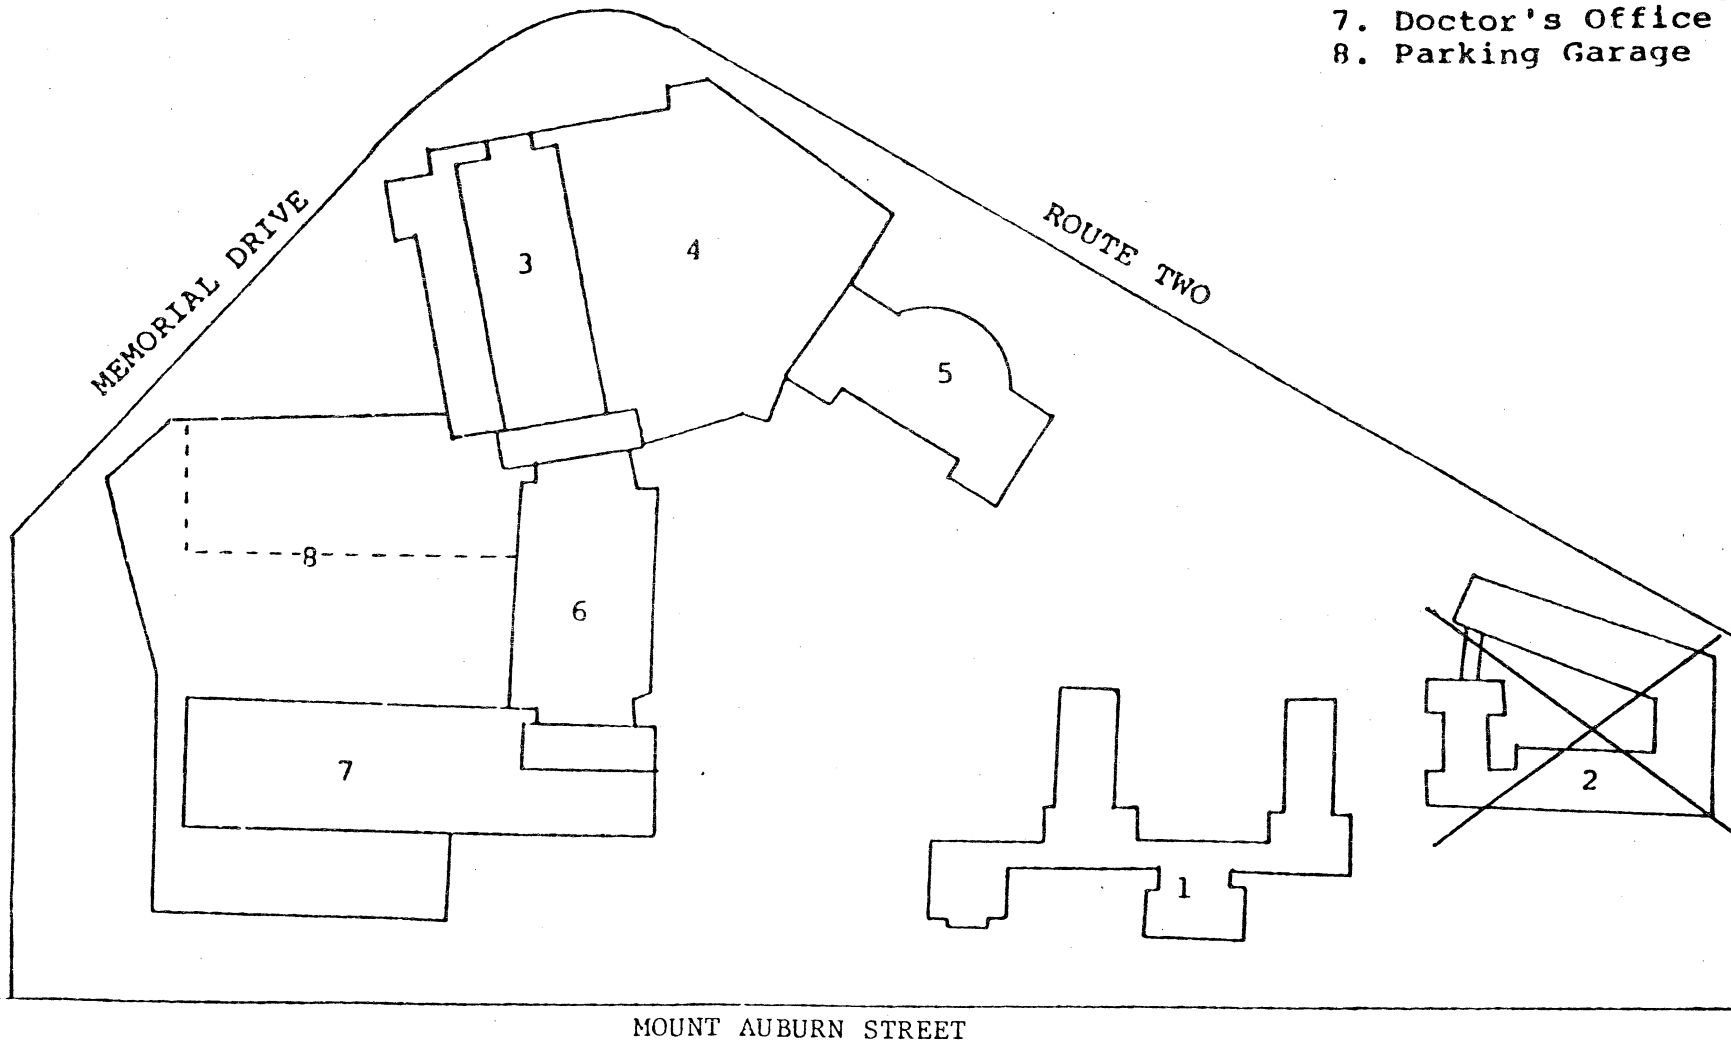 7. Doctor's Office
8. Parking Garage
MEMORIAL DRIVE
ROUTE TWO
3
4
5
8
6
7
2
1
MOUNT AUBURN STREET